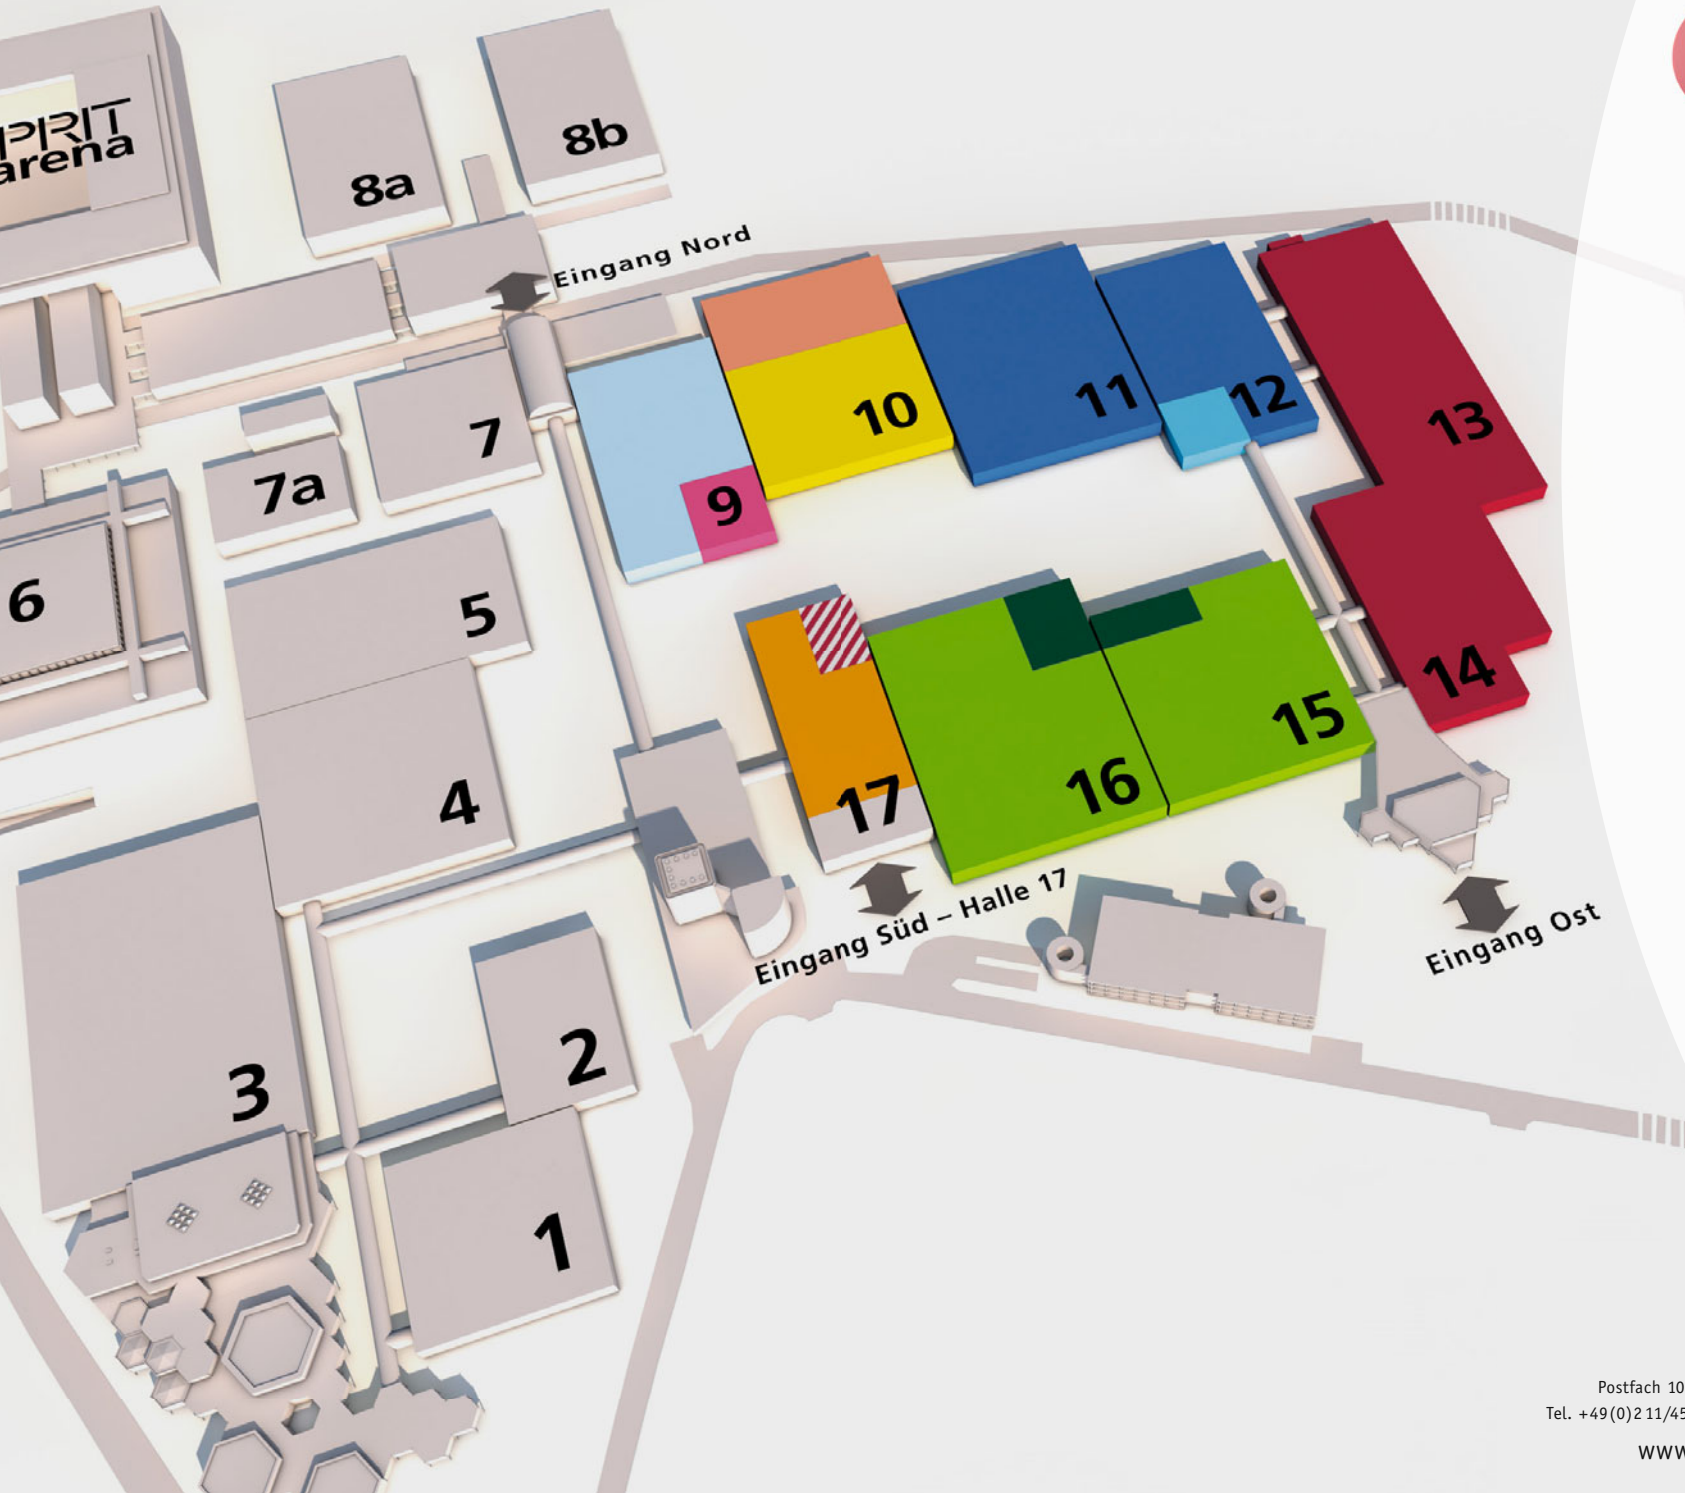 PRIT
arena
8a
8b
Eingang Nord
7
7a
6
5
4
3
2
1
9
10
11
12
13
14
15
16
17
Eingang Süd – Halle 17
Eingang Ost
Postfach 10
Tel. +49(0)211/45
www